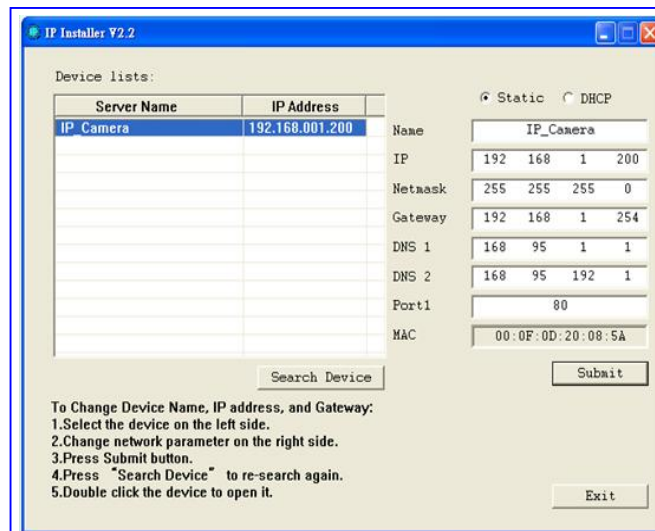 IP Installer V2.2
Device lists:
Server Name IP Address
IP_Camera 192.168.001.200
Static DHCP
Name IP_Camera
IP 192 168 1 200
Netmask 255 255 255 0
Gateway 192 168 1 254
DNS 1 168 95 1 1
DNS 2 168 95 192 1
Port1 80
MAC 00:0F:0D:20:08:5A
Search Device
Submit
To Change Device Name, IP address, and Gateway:
1.Select the device on the left side.
2.Change network parameter on the right side.
3.Press Submit button.
4.Press “Search Device” to re-search again.
5.Double click the device to open it.
Exit